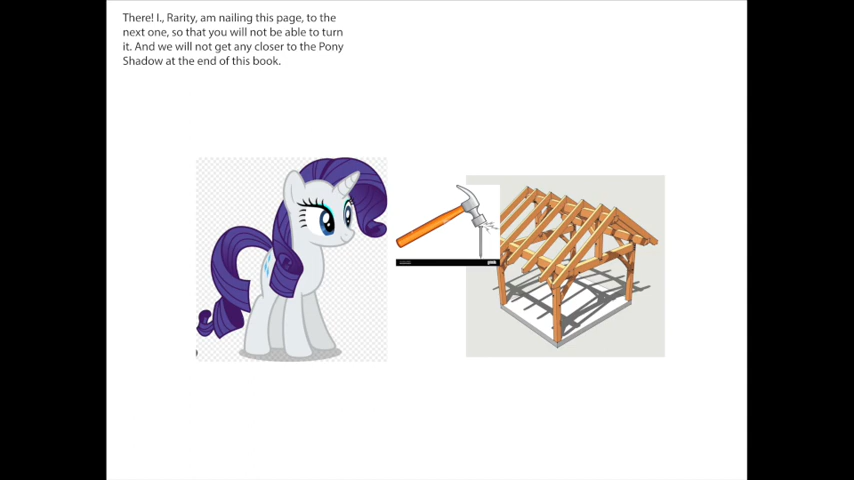 There! I., Rarity, am nailing this page, to the
next one, so that you will not be able to turn
it. And we will not get any closer to the Pony
Shadow at the end of this book.